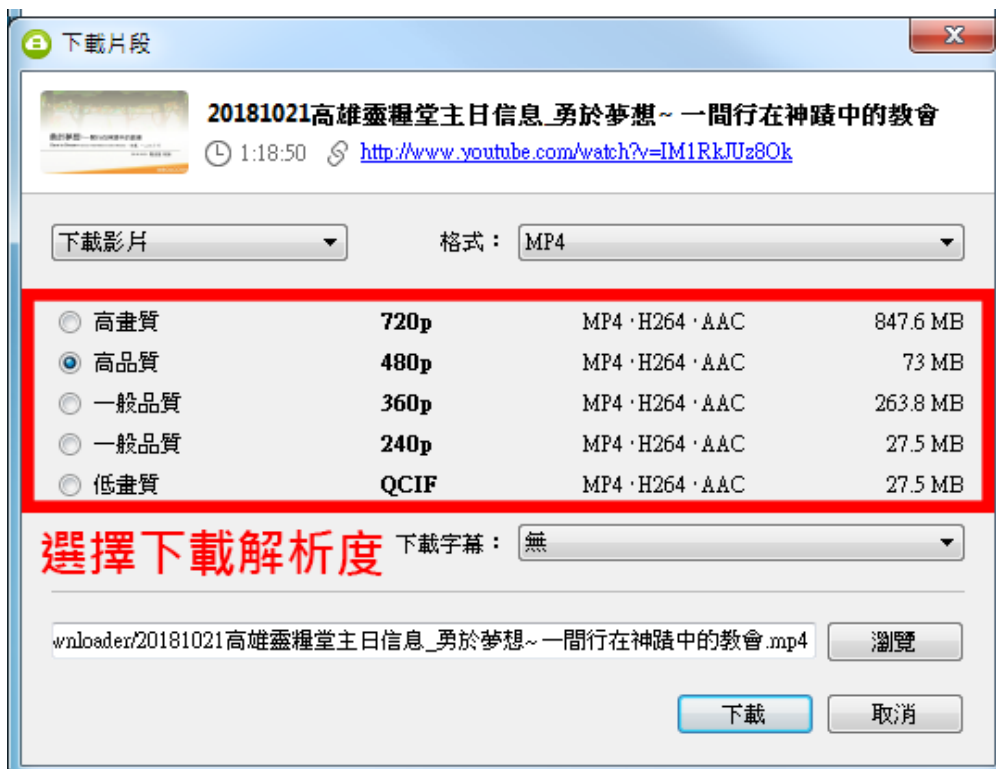 下載片段
20181021高雄靈糧堂主日信息_勇於夢想~ 一間行在神蹟中的教會
1:18:50 http://www.youtube.com/watch?v=IM1RkJUz8Ok
下載影片 格式： MP4
高畫質 720p MP4 · H264 · AAC 847.6 MB
高品質 480p MP4 · H264 · AAC 73 MB
一般品質 360p MP4 · H264 · AAC 263.8 MB
一般品質 240p MP4 · H264 · AAC 27.5 MB
低畫質 QCIF MP4 · H264 · AAC 27.5 MB
選擇下載解析度 下載字幕： 無
wnloader/20181021高雄靈糧堂主日信息_勇於夢想~ 一間行在神蹟中的教會.mp4 瀏覽
下載 取消